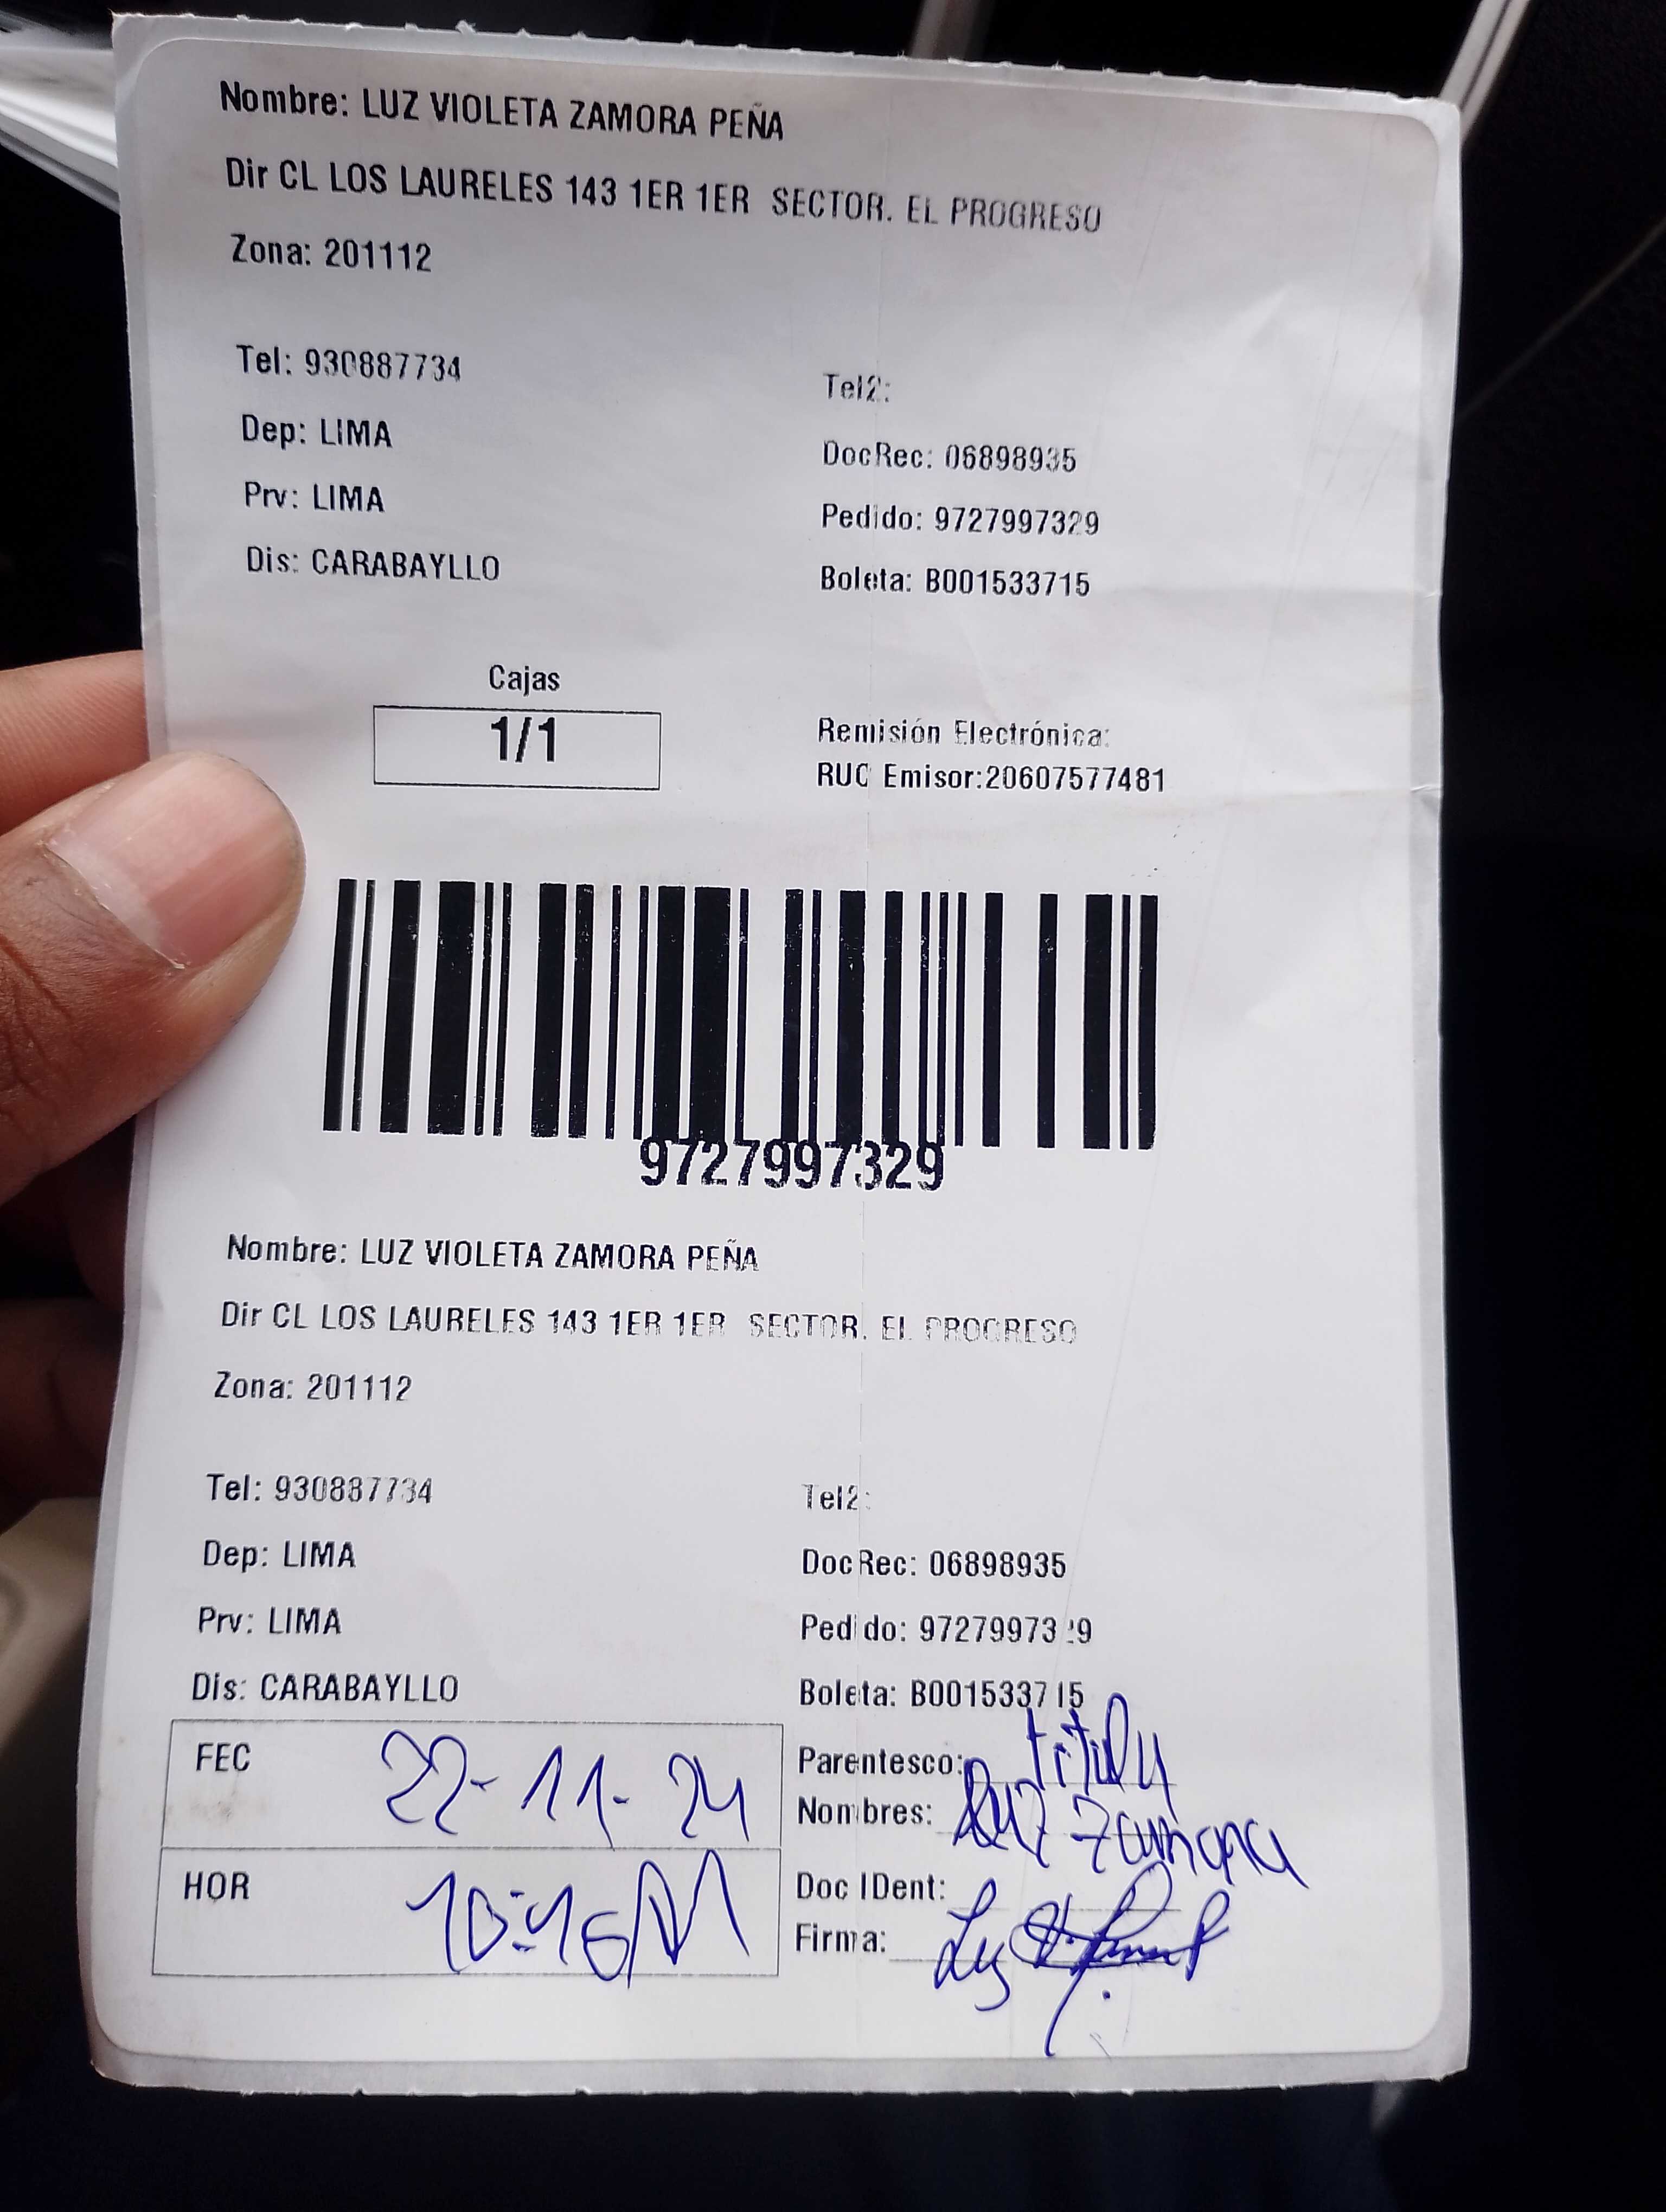 Nombre: LUZ VIOLETA ZAMORA PEÑA
Dir CL LOS LAURELES 143 1ER 1ER SECTOR. EL PROGRESO
Zona: 201112
Tel: 930887734
Tel2:
Dep: LIMA
DocRec: 06898935
Prv: LIMA
Pedido: 9727997329
Dis: CARABAYLLO
Boleta: B001533715
Cajas
1/1
Remisión Electrónica:
RUC Emisor:20607577481
9727997329
Nombre: LUZ VIOLETA ZAMORA PEÑA
Dir CL LOS LAURELES 143 1ER 1ER SECTOR. EL PROGRESO
Zona: 201112
Tel: 930887734
Tel2:
Dep: LIMA
DocRec: 06898935
Prv: LIMA
Pedido: 9727997329
Dis: CARABAYLLO
Boleta: B001533715
FEC 22-11-24
Parentesco:
Nombres: Luz Zamora
HOR 10:16
Doc IDent:
Firma: